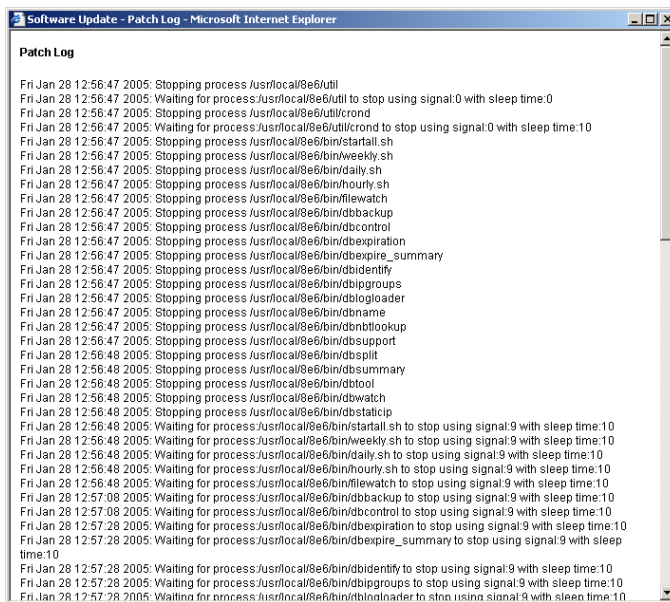 Software Update - Patch Log - Microsoft Internet Explorer
Patch Log
Fri Jan 28 12:56:47 2005: Stopping process /usr/local/8e6/util
Fri Jan 28 12:56:47 2005: Waiting for process:/usr/local/8e6/util to stop using signal:0 with sleep time:0
Fri Jan 28 12:56:47 2005: Stopping process /usr/local/8e6/util/crond
Fri Jan 28 12:56:47 2005: Waiting for process:/usr/local/8e6/util/crond to stop using signal:0 with sleep time:10
Fri Jan 28 12:56:47 2005: Stopping process /usr/local/8e6/bin/startall.sh
Fri Jan 28 12:56:47 2005: Stopping process /usr/local/8e6/bin/weekly.sh
Fri Jan 28 12:56:47 2005: Stopping process /usr/local/8e6/bin/daily.sh
Fri Jan 28 12:56:47 2005: Stopping process /usr/local/8e6/bin/hourly.sh
Fri Jan 28 12:56:47 2005: Stopping process /usr/local/8e6/bin/filewatch
Fri Jan 28 12:56:47 2005: Stopping process /usr/local/8e6/bin/dbbackup
Fri Jan 28 12:56:47 2005: Stopping process /usr/local/8e6/bin/dbcontrol
Fri Jan 28 12:56:47 2005: Stopping process /usr/local/8e6/bin/dbexpiration
Fri Jan 28 12:56:47 2005: Stopping process /usr/local/8e6/bin/dbexpire_summary
Fri Jan 28 12:56:47 2005: Stopping process /usr/local/8e6/bin/dbidentify
Fri Jan 28 12:56:47 2005: Stopping process /usr/local/8e6/bin/dbipgroups
Fri Jan 28 12:56:47 2005: Stopping process /usr/local/8e6/bin/dblogloader
Fri Jan 28 12:56:47 2005: Stopping process /usr/local/8e6/bin/dbname
Fri Jan 28 12:56:47 2005: Stopping process /usr/local/8e6/bin/dbnbtlookup
Fri Jan 28 12:56:47 2005: Stopping process /usr/local/8e6/bin/dbsupport
Fri Jan 28 12:56:48 2005: Stopping process /usr/local/8e6/bin/dbsplit
Fri Jan 28 12:56:48 2005: Stopping process /usr/local/8e6/bin/dbsummary
Fri Jan 28 12:56:48 2005: Stopping process /usr/local/8e6/bin/dbtool
Fri Jan 28 12:56:48 2005: Stopping process /usr/local/8e6/bin/dbwatch
Fri Jan 28 12:56:48 2005: Stopping process /usr/local/8e6/bin/dbstaticip
Fri Jan 28 12:56:48 2005: Waiting for process:/usr/local/8e6/bin/startall.sh to stop using signal:9 with sleep time:10
Fri Jan 28 12:56:48 2005: Waiting for process:/usr/local/8e6/bin/weekly.sh to stop using signal:9 with sleep time:10
Fri Jan 28 12:56:48 2005: Waiting for process:/usr/local/8e6/bin/daily.sh to stop using signal:9 with sleep time:10
Fri Jan 28 12:56:48 2005: Waiting for process:/usr/local/8e6/bin/hourly.sh to stop using signal:9 with sleep time:10
Fri Jan 28 12:56:48 2005: Waiting for process:/usr/local/8e6/bin/filewatch to stop using signal:9 with sleep time:10
Fri Jan 28 12:57:08 2005: Waiting for process:/usr/local/8e6/bin/dbbackup to stop using signal:9 with sleep time:10
Fri Jan 28 12:57:08 2005: Waiting for process:/usr/local/8e6/bin/dbcontrol to stop using signal:9 with sleep time:10
Fri Jan 28 12:57:28 2005: Waiting for process:/usr/local/8e6/bin/dbexpiration to stop using signal:9 with sleep time:10
Fri Jan 28 12:57:28 2005: Waiting for process:/usr/local/8e6/bin/dbexpire_summary to stop using signal:9 with sleep
time:10
Fri Jan 28 12:57:28 2005: Waiting for process:/usr/local/8e6/bin/dbidentify to stop using signal:9 with sleep time:10
Fri Jan 28 12:57:28 2005: Waiting for process:/usr/local/8e6/bin/dbipgroups to stop using signal:9 with sleep time:10
Fri Jan 28 12:57:28 2005: Waiting for process:/usr/local/8e6/bin/dblogloader to stop using signal:9 with sleep time:10